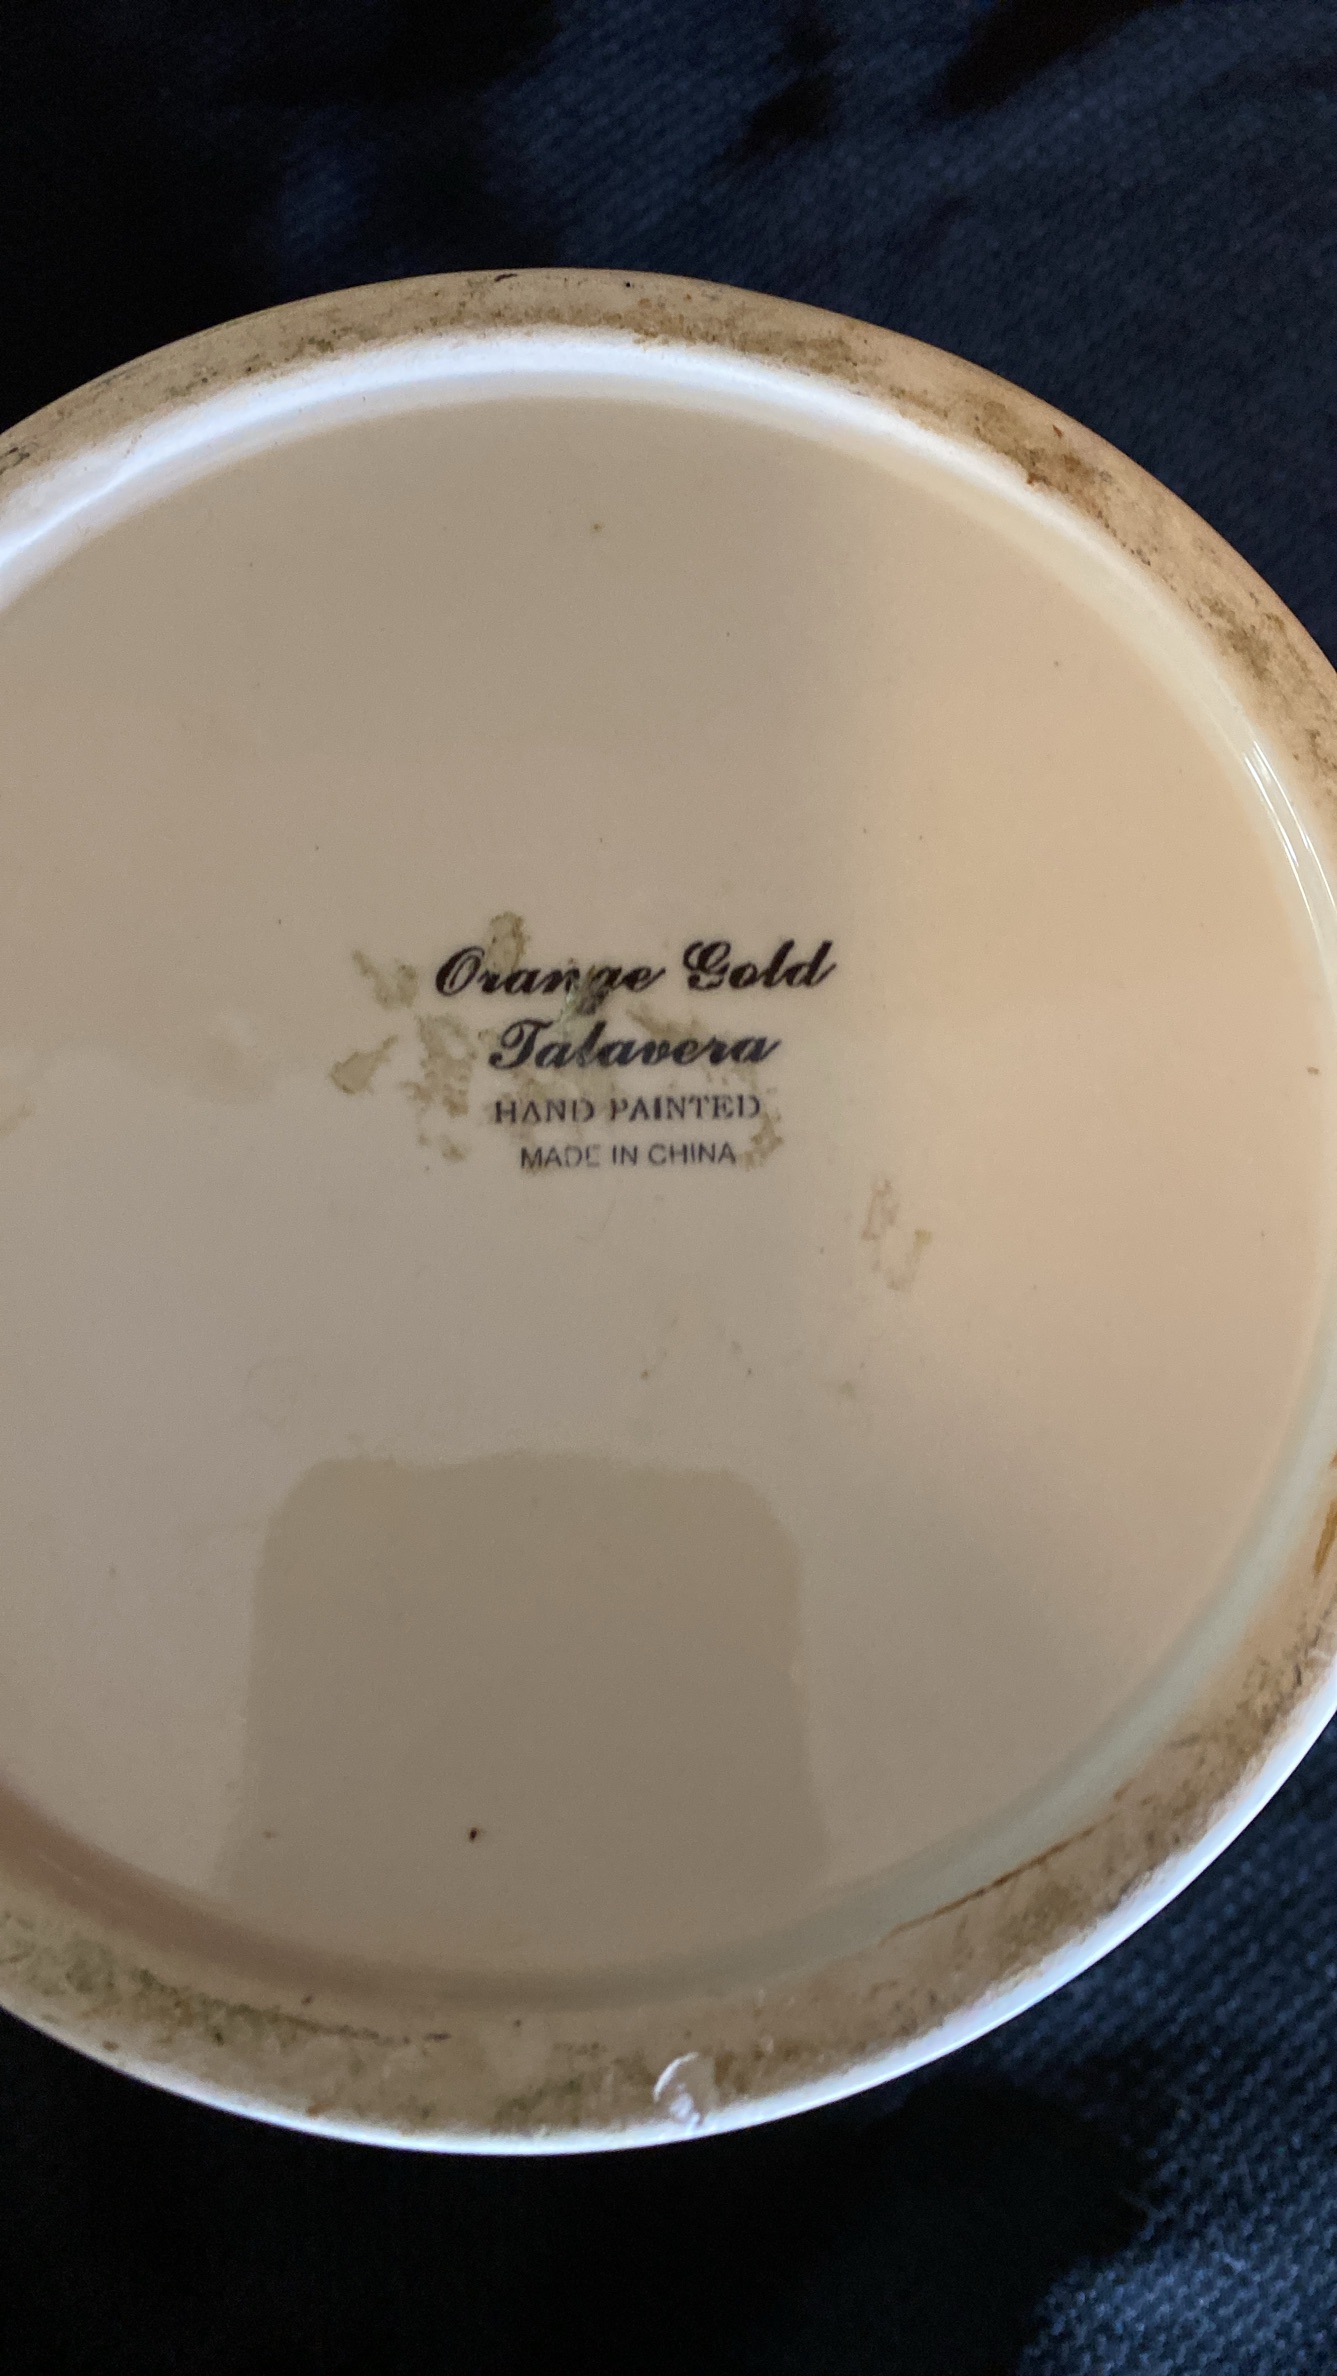 Orange Gold
Talavera
HAND PAINTED
MADE IN CHINA